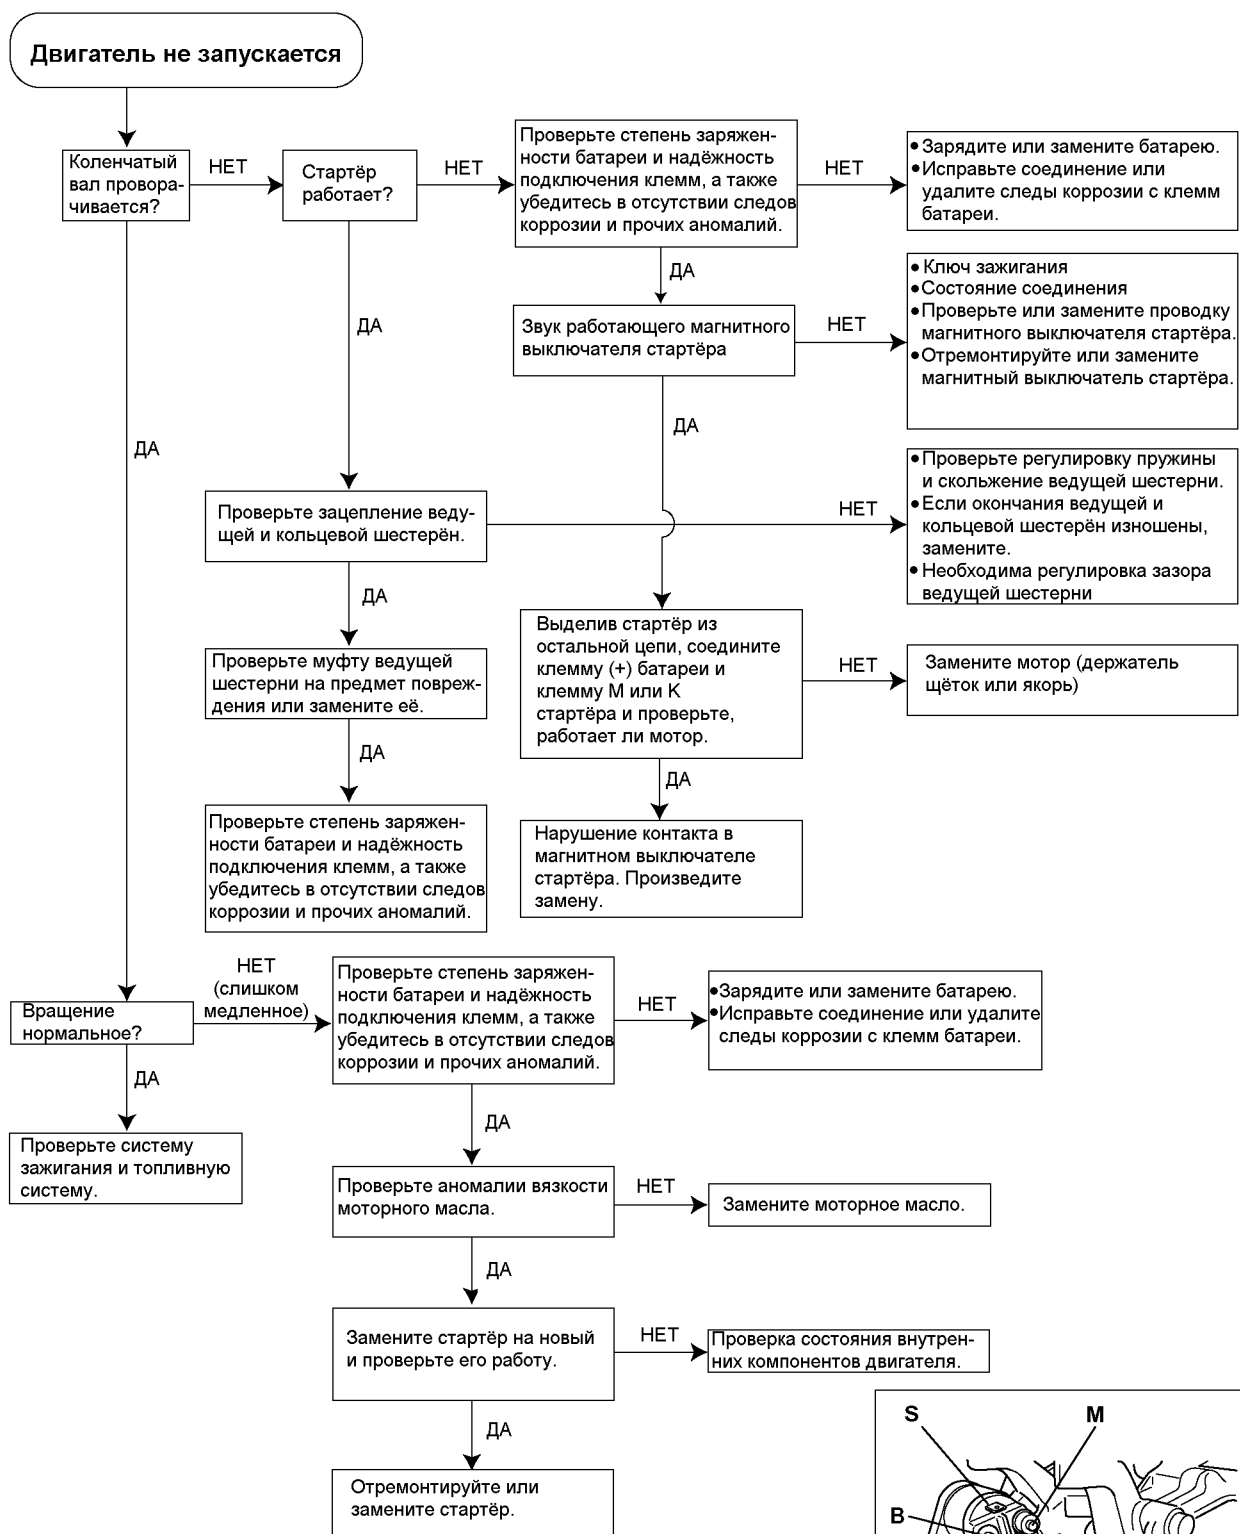 Двигатель не запускается
Коленчатый
вал провора-
чивается?
НЕТ
Стартёр
работает?
НЕТ
Проверьте степень заряжен-
ности батареи и надёжность
подключения клемм, а также
убедитесь в отсутствии следов
коррозии и прочих аномалий.
НЕТ
●Зарядите или замените батарею.
●Исправьте соединение или
удалите следы коррозии с клемм
батареи.
ДА
Звук работающего магнитного
выключателя стартёра
НЕТ
●Ключ зажигания
●Состояние соединения
●Проверьте или замените проводку
магнитного выключателя стартёра.
●Отремонтируйте или замените
магнитный выключатель стартёра.
ДА
ДА
ДА
Проверьте зацепление веду-
щей и кольцевой шестерён.
НЕТ
●Проверьте регулировку пружины
и скольжение ведущей шестерни.
●Если окончания ведущей и
кольцевой шестерён изношены,
замените.
●Необходима регулировка зазора
ведущей шестерни
ДА
Проверьте муфту ведущей
шестерни на предмет повреж-
дения или замените её.
Выделив стартёр из
остальной цепи, соедините
клемму (+) батареи и
клемму M или K
стартёра и проверьте,
работает ли мотор.
НЕТ
Замените мотор (держатель
щёток или якорь)
ДА
ДА
Проверьте степень заряжен-
ности батареи и надёжность
подключения клемм, а также
убедитесь в отсутствии следов
коррозии и прочих аномалий.
Нарушение контакта в
магнитном выключателе
стартёра. Произведите
замену.
Вращение
нормальное?
НЕТ
(слишком
медленное)
Проверьте степень заряжен-
ности батареи и надёжность
подключения клемм, а также
убедитесь в отсутствии следов
коррозии и прочих аномалий.
НЕТ
●Зарядите или замените батарею.
●Исправьте соединение или удалите
следы коррозии с клемм батареи.
ДА
Проверьте систему
зажигания и топливную
систему.
ДА
Проверьте аномалии вязкости
моторного масла.
НЕТ
Замените моторное масло.
ДА
Замените стартёр на новый
и проверьте его работу.
НЕТ
Проверка состояния внутрен-
них компонентов двигателя.
ДА
Отремонтируйте или
замените стартёр.
S
M
B